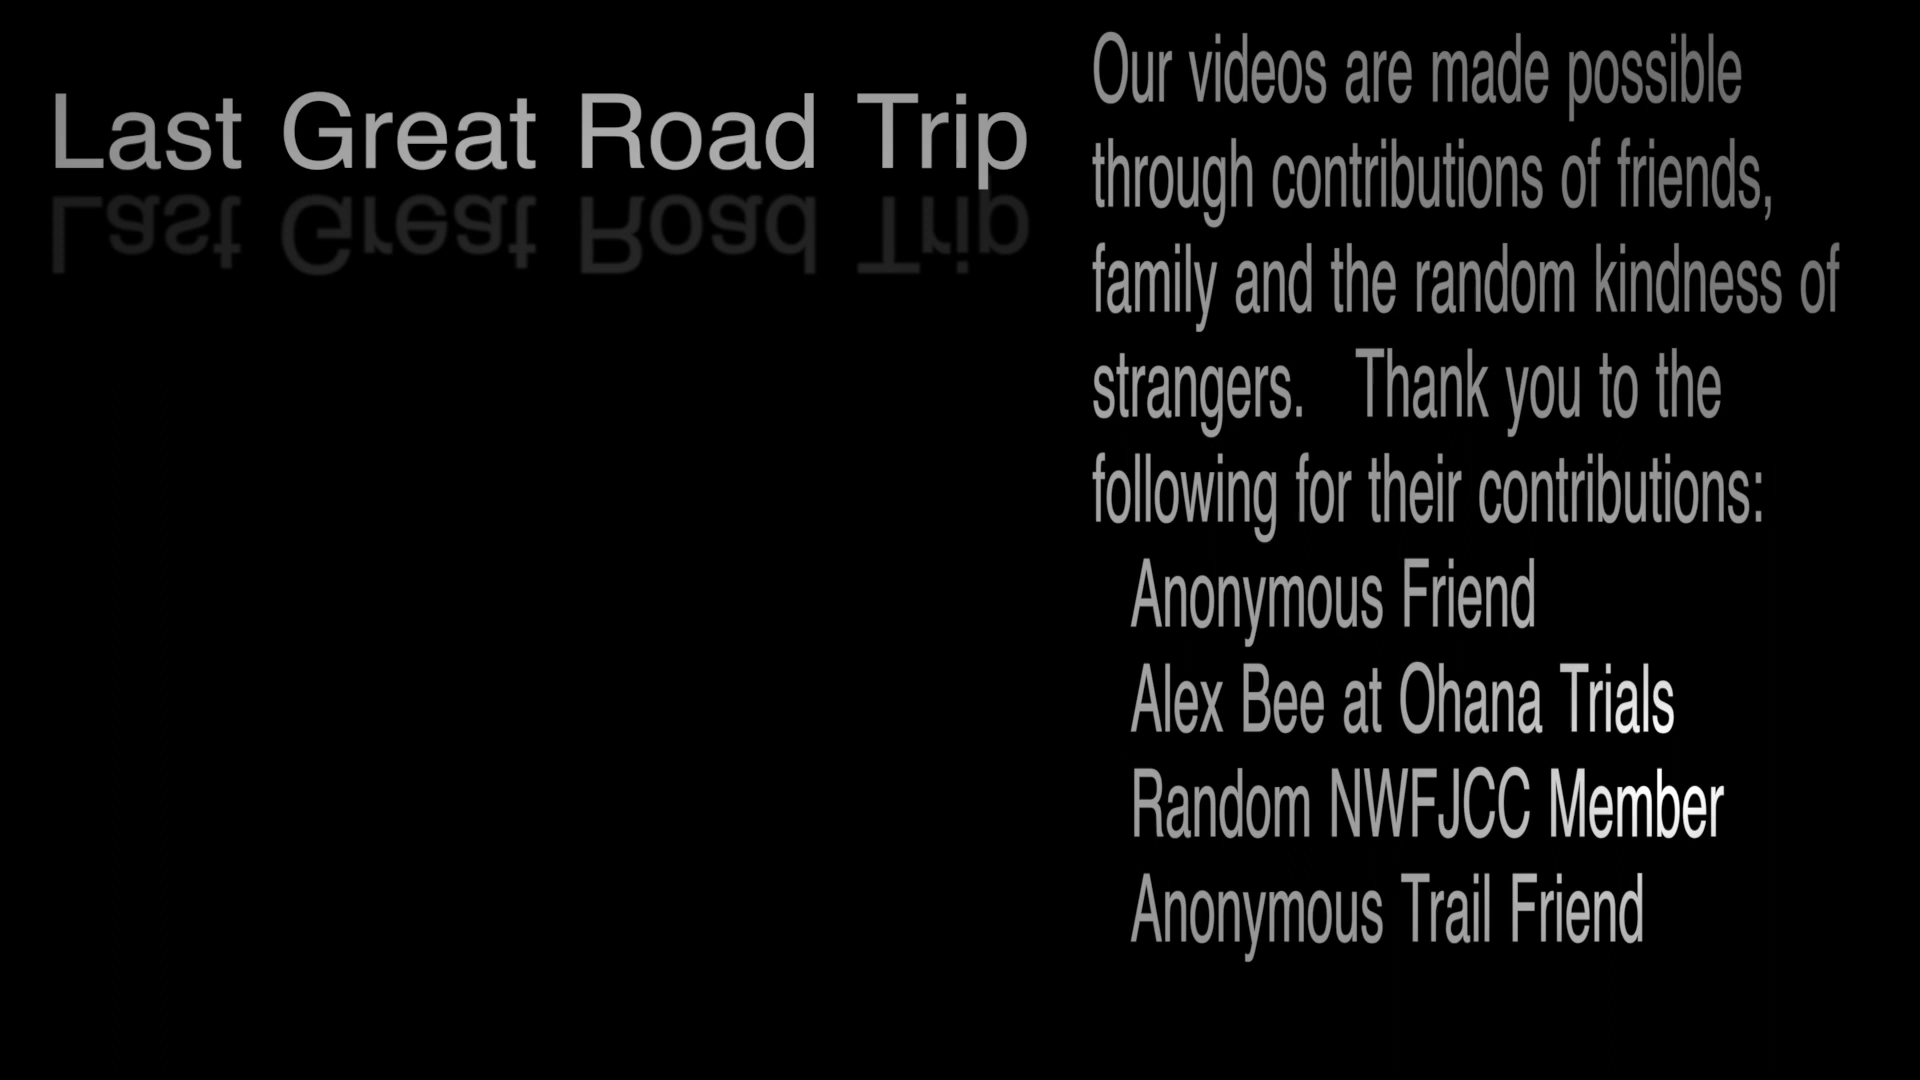 Last Great Road Trip
Our videos are made possible
through contributions of friends,
family and the random kindness of
strangers.   Thank you to the
following for their contributions:
Anonymous Friend
Alex Bee at Ohana Trials
Random NWFJCC Member
Anonymous Trail Friend